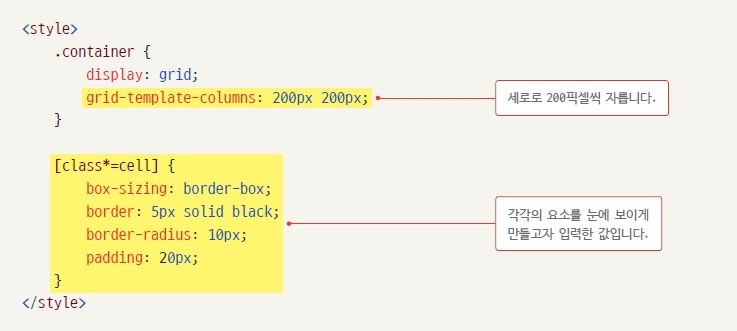 <style>
.container {
display: grid;
grid-template-columns: 200px 200px;
세로로 200픽셀씩 자릅니다.
}
[class*=cell] {
box-sizing: border-box;
border: 5px solid black;
border-radius: 10px;
padding: 20px;
}
각각의 요소를 눈에 보이게
만들고자 입력한 값입니다.
</style>